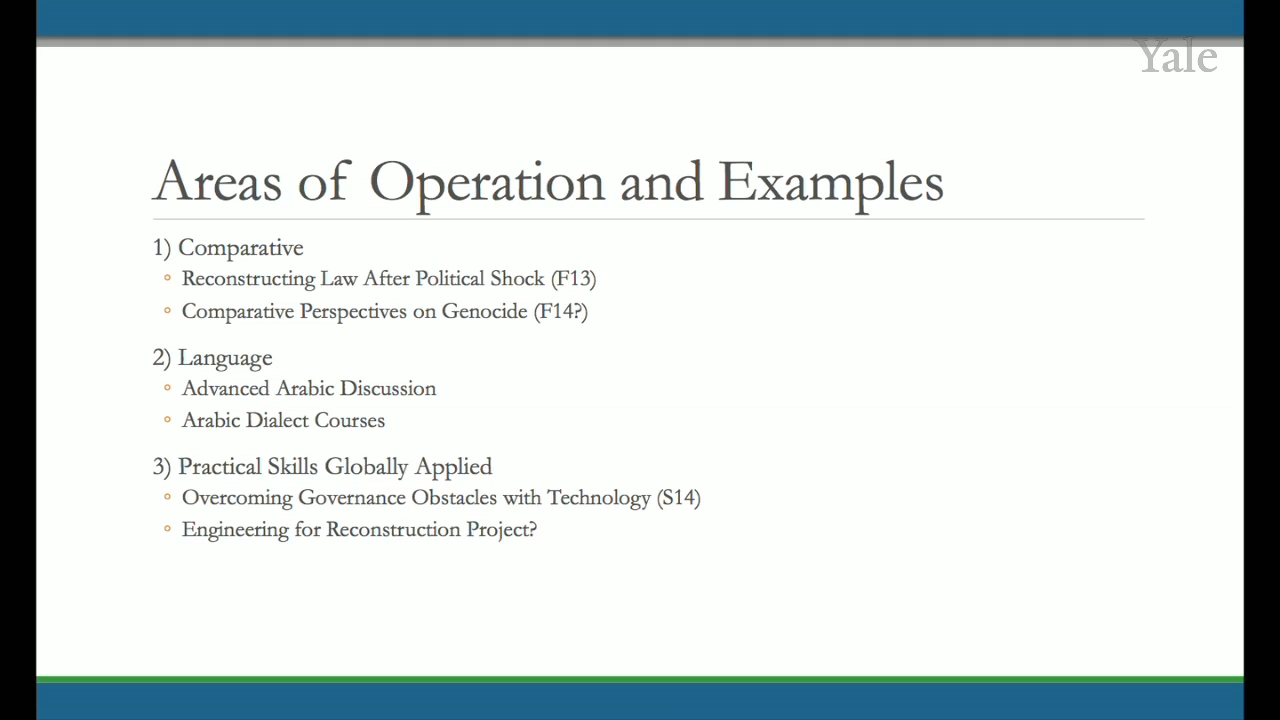 Yale
Areas of Operation and Examples
1) Comparative
Reconstructing Law After Political Shock (F13)
Comparative Perspectives on Genocide (F14?)
2) Language
Advanced Arabic Discussion
Arabic Dialect Courses
3) Practical Skills Globally Applied
Overcoming Governance Obstacles with Technology (S14)
Engineering for Reconstruction Project?